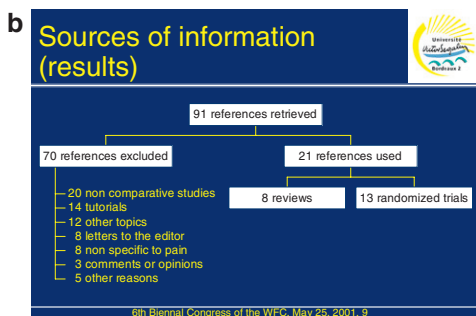 b
Sources of information
(results)
Université
Victor Segalen
Bordeaux 2
91 references retrieved
70 references excluded
21 references used
20 non comparative studies
14 tutorials
12 other topics
8 letters to the editor
8 non specific to pain
3 comments or opinions
5 other reasons
8 reviews
13 randomized trials
6th Biennal Congress of the WFC, May 25, 2001, 9